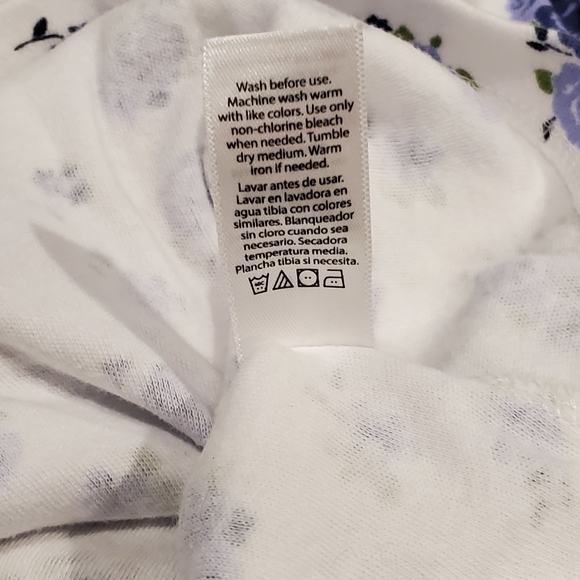 Wash before use.
Machine wash warm
with like colors. Use only
non-chlorine bleach
when needed. Tumble
dry medium. Warm
iron if needed.
Lavar antes de usar.
Lavar en lavadora en
agua tibia con colores
similares. Blanqueador
sin cloro cuando sea
necesario. Secadora
temperatura media.
Plancha tibia si necesita.